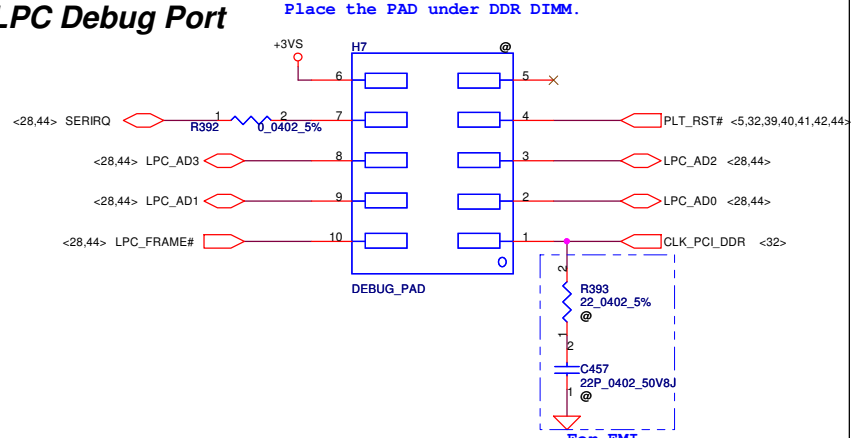 LPC Debug Port
Place the PAD under DDR DIMM.
+3VS
H7
@
6
5
<28,44> SERIRQ
1
R392
2
0_0402_5%
7
4
PLT_RST# <5,32,39,40,41,42,44>
<28,44> LPC_AD3
8
3
LPC_AD2 <28,44>
<28,44> LPC_AD1
9
2
LPC_AD0 <28,44>
<28,44> LPC_FRAME#
10
1
CLK_PCI_DDR <32>
DEBUG_PAD
2
R393
22_0402_5%
@
1
2
C457
22P_0402_50V8J
1
@
For EMI